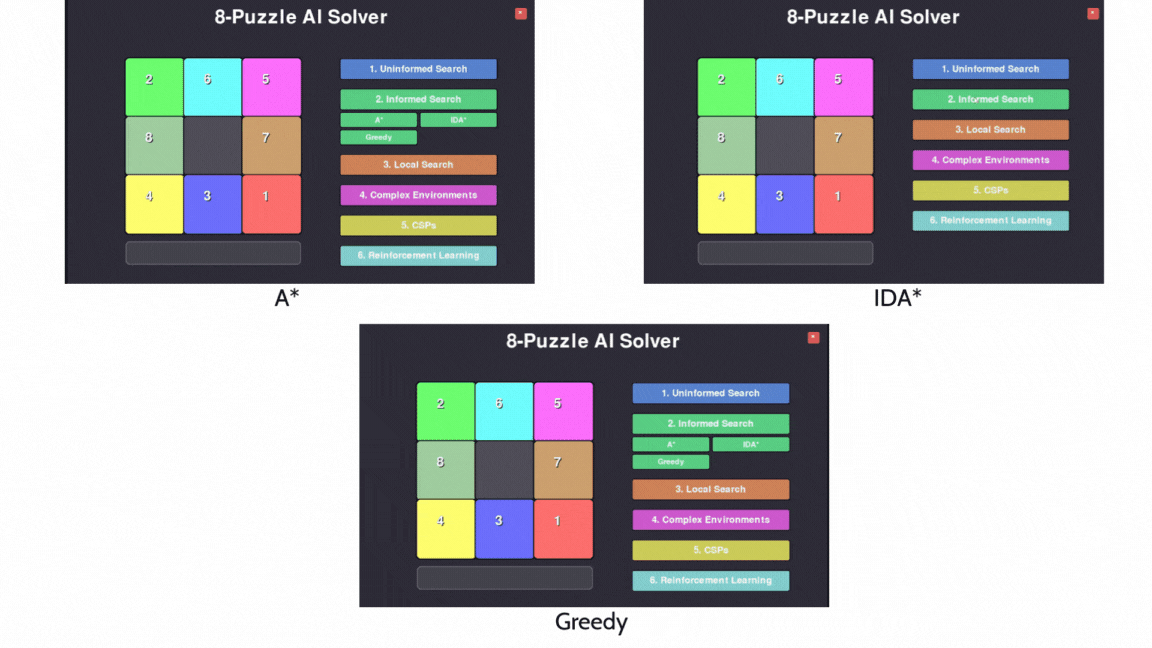 8-Puzzle AI Solver
2 6 5
8 7
4 3 1
1. Uninformed Search
2. Informed Search
A* IDA*
Greedy
3. Local Search
4. Complex Environments
5. CSPs
6. Reinforcement Learning
A*
8-Puzzle AI Solver
2 6 5
8 7
4 3 1
1. Uninformed Search
2. Informed Search
3. Local Search
4. Complex Environments
5. CSPs
6. Reinforcement Learning
IDA*
8-Puzzle AI Solver
2 6 5
8 7
4 3 1
1. Uninformed Search
2. Informed Search
A* IDA*
Greedy
3. Local Search
4. Complex Environments
5. CSPs
6. Reinforcement Learning
Greedy